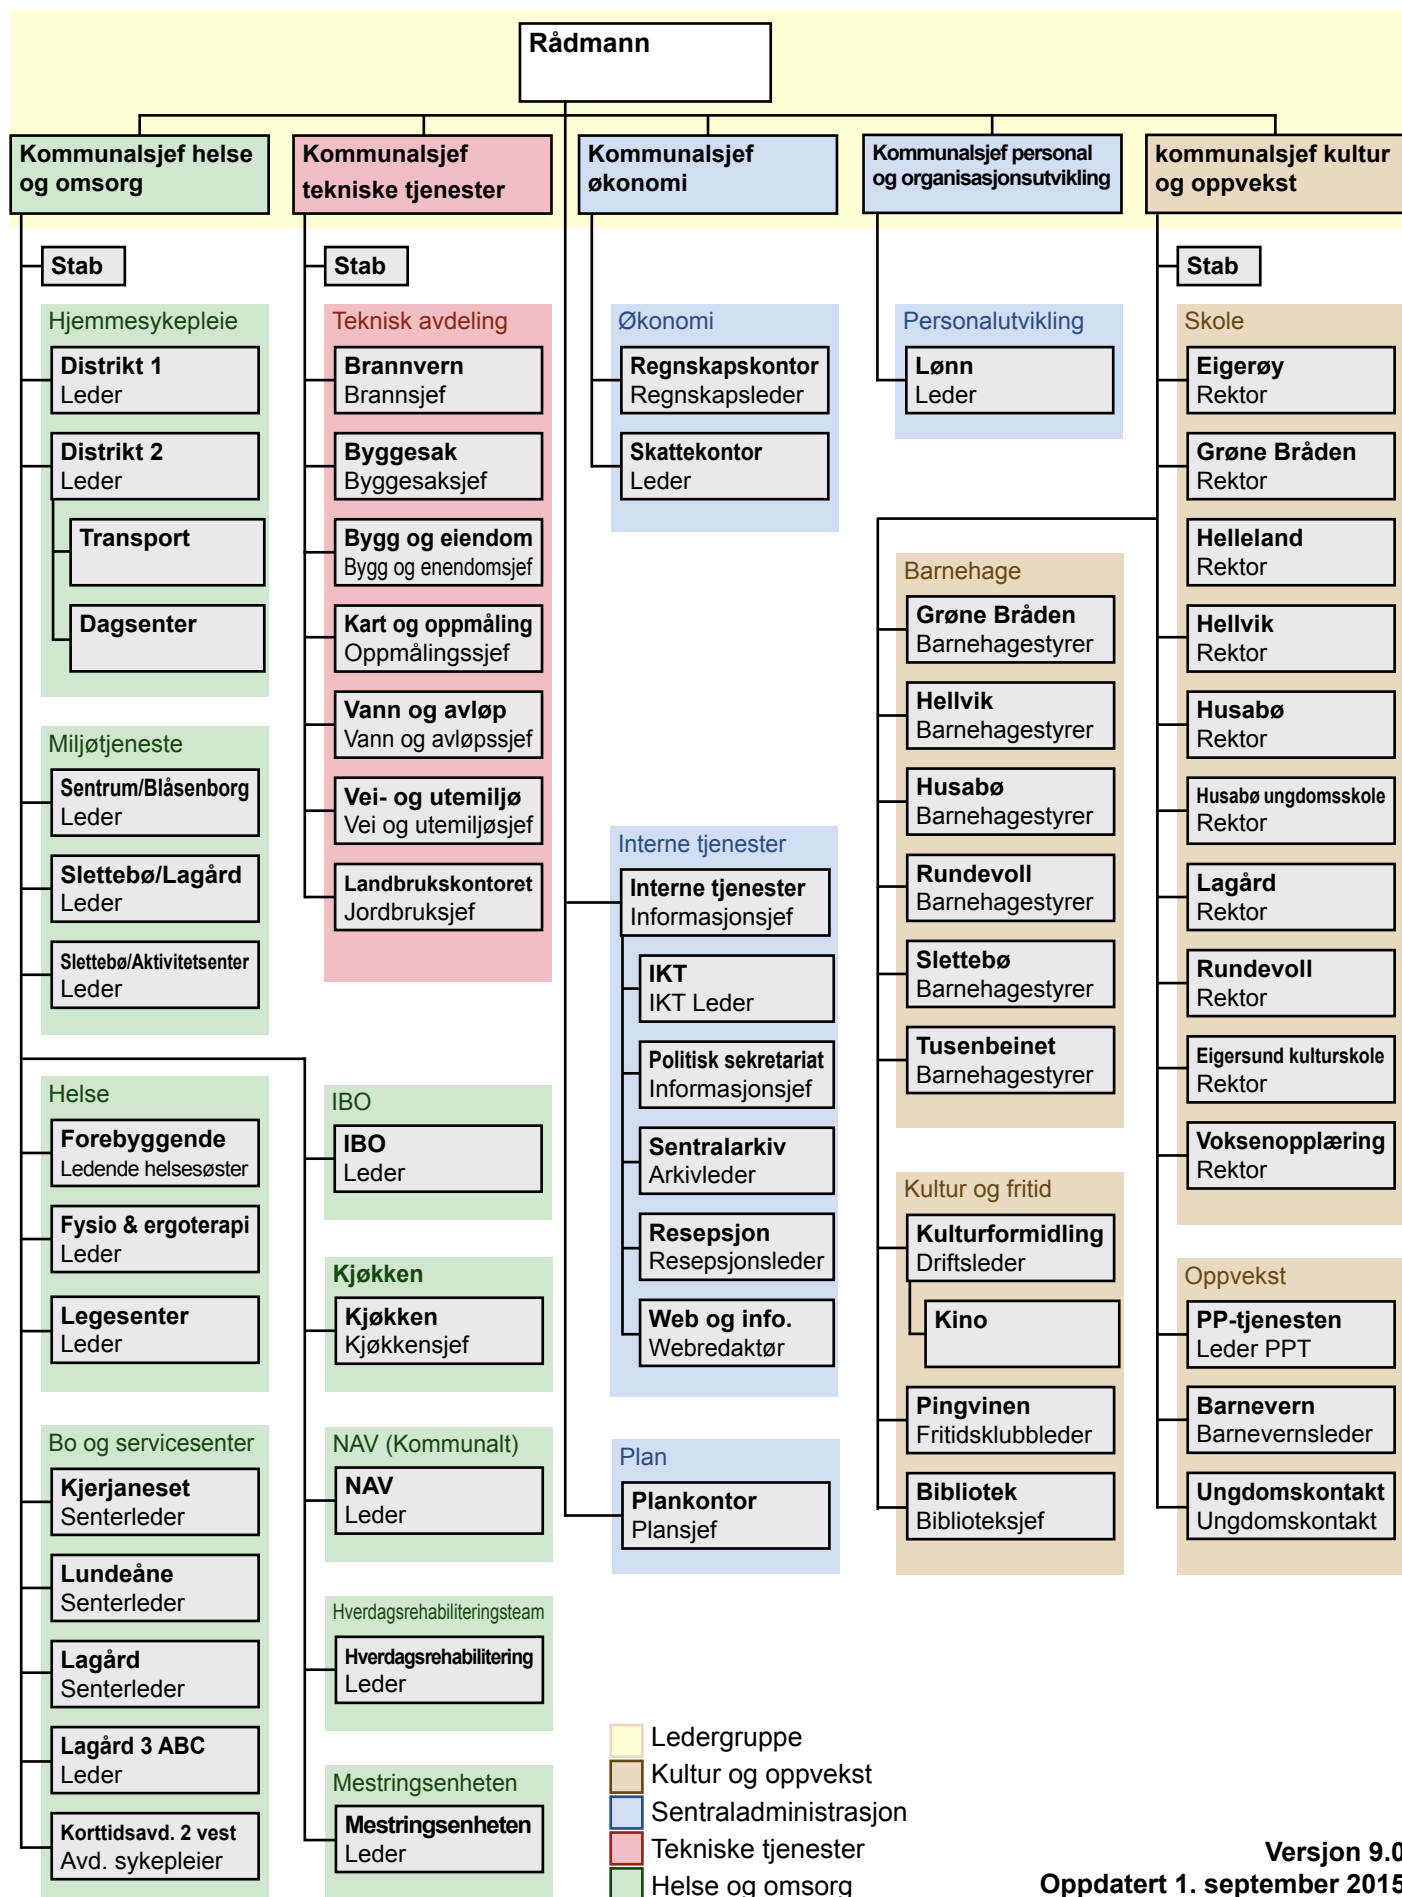 Rådmann
Kommunalsjef helse
og omsorg
Kommunalsjef
tekniske tjenester
Kommunalsjef
økonomi
Kommunalsjef personal
og organisasjonsutvikling
kommunalsjef kultur
og oppvekst
Stab
Hjemmesykepleie
Distrikt 1
Leder
Distrikt 2
Leder
Transport
Dagsenter
Miljøtjeneste
Sentrum/Blåsenborg
Leder
Slettebø/Lagård
Leder
Slettebø/Aktivitetsenter
Leder
Helse
Forebyggende
Ledende helsesøster
Fysio & ergoterapi
Leder
Legesenter
Leder
Bo og servicesenter
Kjerjaneset
Senterleder
Lundeåne
Senterleder
Lagård
Senterleder
Lagård 3 ABC
Leder
Korttidsavd. 2 vest
Avd. sykepleier
Stab
Teknisk avdeling
Brannvern
Brannsjef
Byggesak
Byggesaksjef
Bygg og eiendom
Bygg og enendomsjef
Kart og oppmåling
Oppmålingssjef
Vann og avløp
Vann og avløpssjef
Vei- og utemiljø
Vei og utemiljøsjef
Landbrukskontoret
Jordbruksjef
IBO
IBO
Leder
Kjøkken
Kjøkken
Kjøkkensjef
NAV (Kommunalt)
NAV
Leder
Hverdagsrehabiliteringsteam
Hverdagsrehabilitering
Leder
Mestringsenheten
Mestringsenheten
Leder
Økonomi
Regnskapskontor
Regnskapsleder
Skattekontor
Leder
Interne tjenester
Interne tjenester
Informasjonsjef
IKT
IKT Leder
Politisk sekretariat
Informasjonsjef
Sentralarkiv
Arkivleder
Resepsjon
Resepsjonsleder
Web og info.
Webredaktør
Plan
Plankontor
Plansjef
Personalutvikling
Lønn
Leder
Barnehage
Grøne Bråden
Barnehagestyrer
Hellvik
Barnehagestyrer
Husabø
Barnehagestyrer
Rundevoll
Barnehagestyrer
Slettebø
Barnehagestyrer
Tusenbeinet
Barnehagestyrer
Kultur og fritid
Kulturformidling
Driftsleder
Kino
Pingvinen
Fritidsklubbleder
Bibliotek
Biblioteksjef
Stab
Skole
Eigerøy
Rektor
Grøne Bråden
Rektor
Helleland
Rektor
Hellvik
Rektor
Husabø
Rektor
Husabø ungdomsskole
Rektor
Lagård
Rektor
Rundevoll
Rektor
Eigersund kulturskole
Rektor
Voksenopplæring
Rektor
Oppvekst
PP-tjenesten
Leder PPT
Barnevern
Barnevernsleder
Ungdomskontakt
Ungdomskontakt
Ledergruppe
Kultur og oppvekst
Sentraladministrasjon
Tekniske tjenester
Helse og omsorg
Versjon 9.0
Oppdatert 1. september 2015